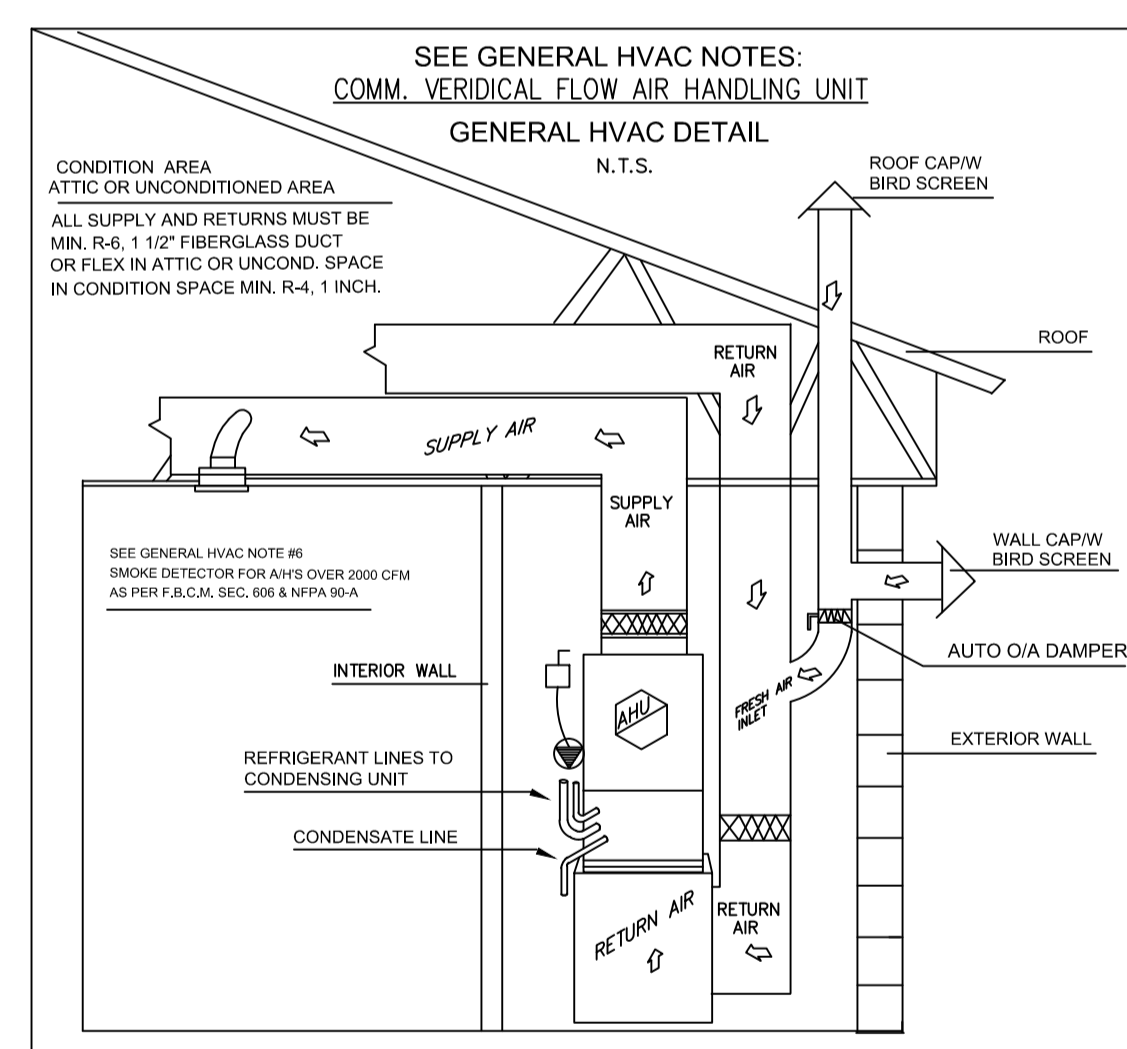 SEE GENERAL HVAC NOTES:
COMM. VERIDICAL FLOW AIR HANDLING UNIT
GENERAL HVAC DETAIL
N.T.S.
CONDITION AREA
ATTIC OR UNCONDITIONED AREA
ALL SUPPLY AND RETURNS MUST BE
MIN. R-6, 1 1/2" FIBERGLASS DUCT
OR FLEX IN ATTIC OR UNCOND. SPACE
IN CONDITION SPACE MIN. R-4, 1 INCH.
ROOF CAP/W
BIRD SCREEN
ROOF
RETURN
AIR
SUPPLY AIR
SUPPLY
AIR
SEE GENERAL HVAC NOTE #6
SMOKE DETECTOR FOR A/H'S OVER 2000 CFM
AS PER F.B.C.M. SEC. 606 & NFPA 90-A
WALL CAP/W
BIRD SCREEN
AUTO O/A DAMPER
INTERIOR WALL
AHU
FRESH AIR
INLET
EXTERIOR WALL
REFRIGERANT LINES TO
CONDENSING UNIT
CONDENSATE LINE
RETURN AIR
RETURN
AIR